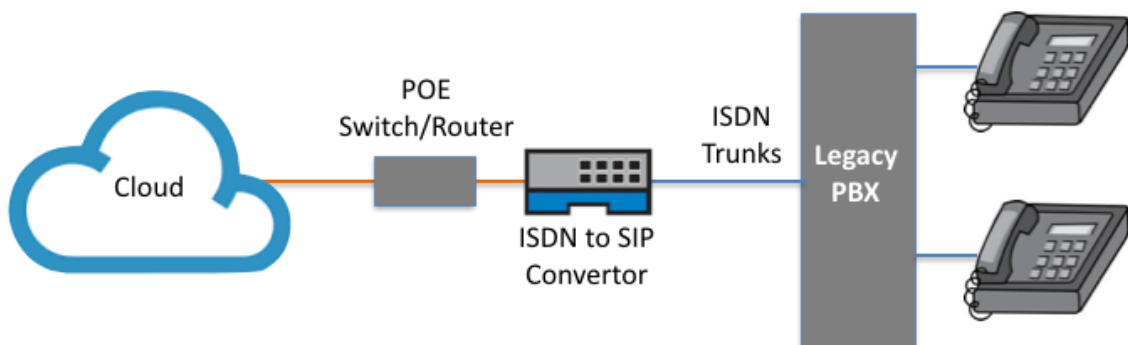 Cloud
POE
Switch/Router
ISDN to SIP
Convertor
ISDN
Trunks
Legacy
PBX